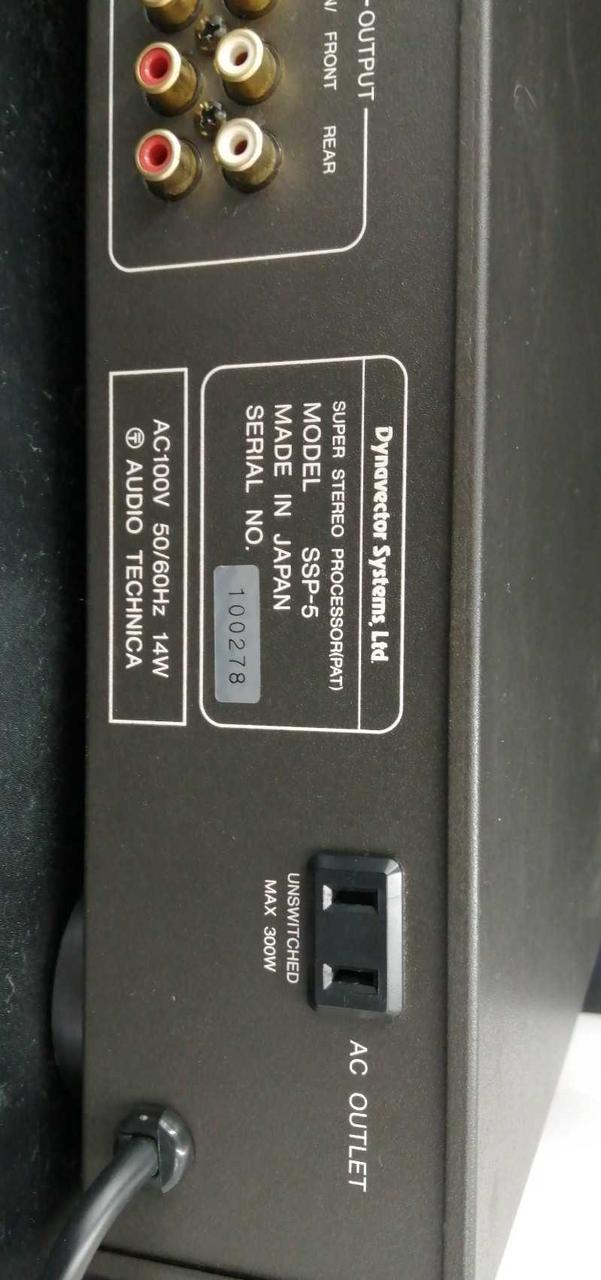 OUTPUT
FRONT
REAR
Dynavector Systems, Ltd.
SUPER STEREO PROCESSOR(PAT)
MODEL SSP-5
MADE IN JAPAN
SERIAL NO. 100278
AC100V 50/60Hz 14W
AUDIO TECHNICA
UNSWITCHED
MAX 300W
AC OUTLET